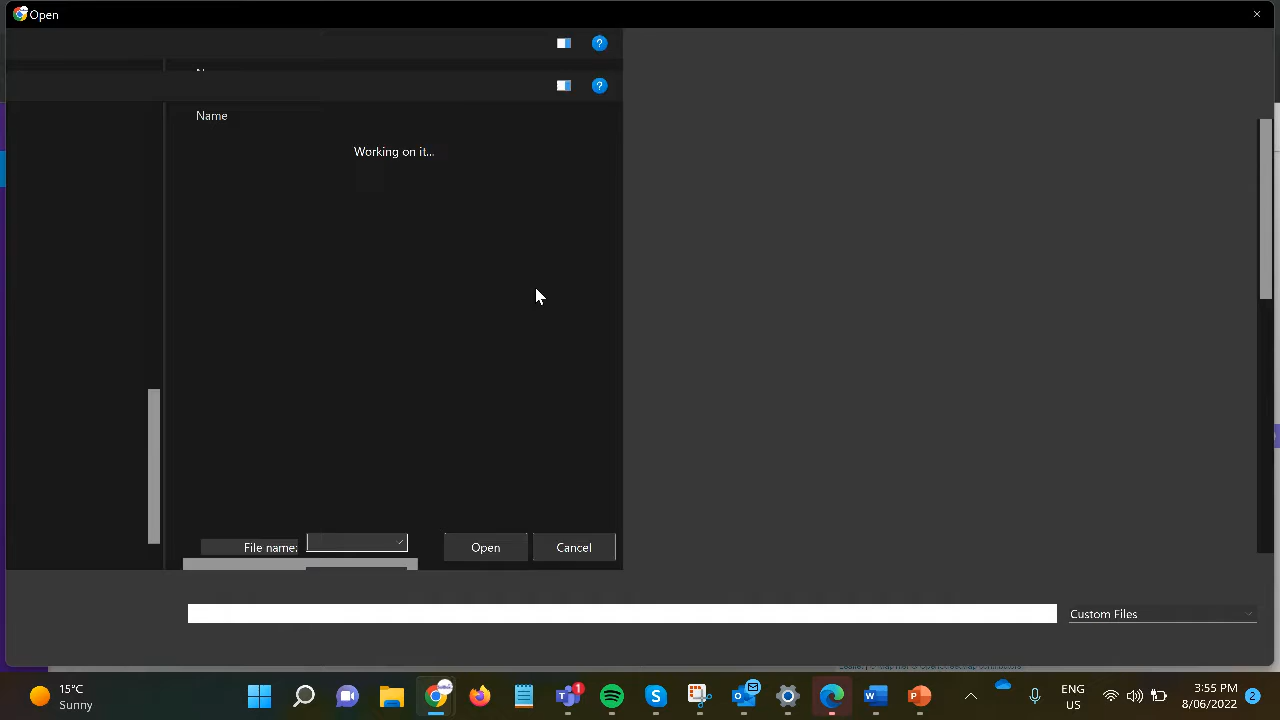 Open
Name
Working on it...
File name:
Open
Cancel
Custom Files
15°C
Sunny
1
ENG
US
3:55 PM
8/06/2022
2